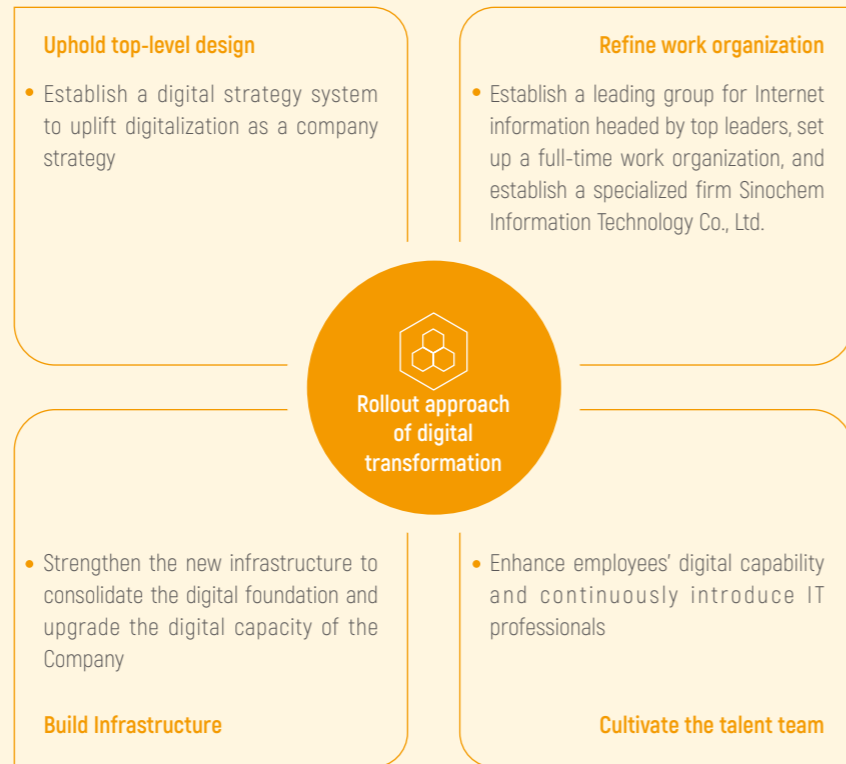 Uphold top-level design
• Establish a digital strategy system
to uplift digitalization as a company
strategy
Refine work organization
• Establish a leading group for Internet
information headed by top leaders, set
up a full-time work organization, and
establish a specialized firm Sinochem
Information Technology Co., Ltd.
Rollout approach
of digital
transformation
• Strengthen the new infrastructure to
consolidate the digital foundation and
upgrade the digital capacity of the
Company
Build Infrastructure
• Enhance employees' digital capability
and continuously introduce IT
professionals
Cultivate the talent team